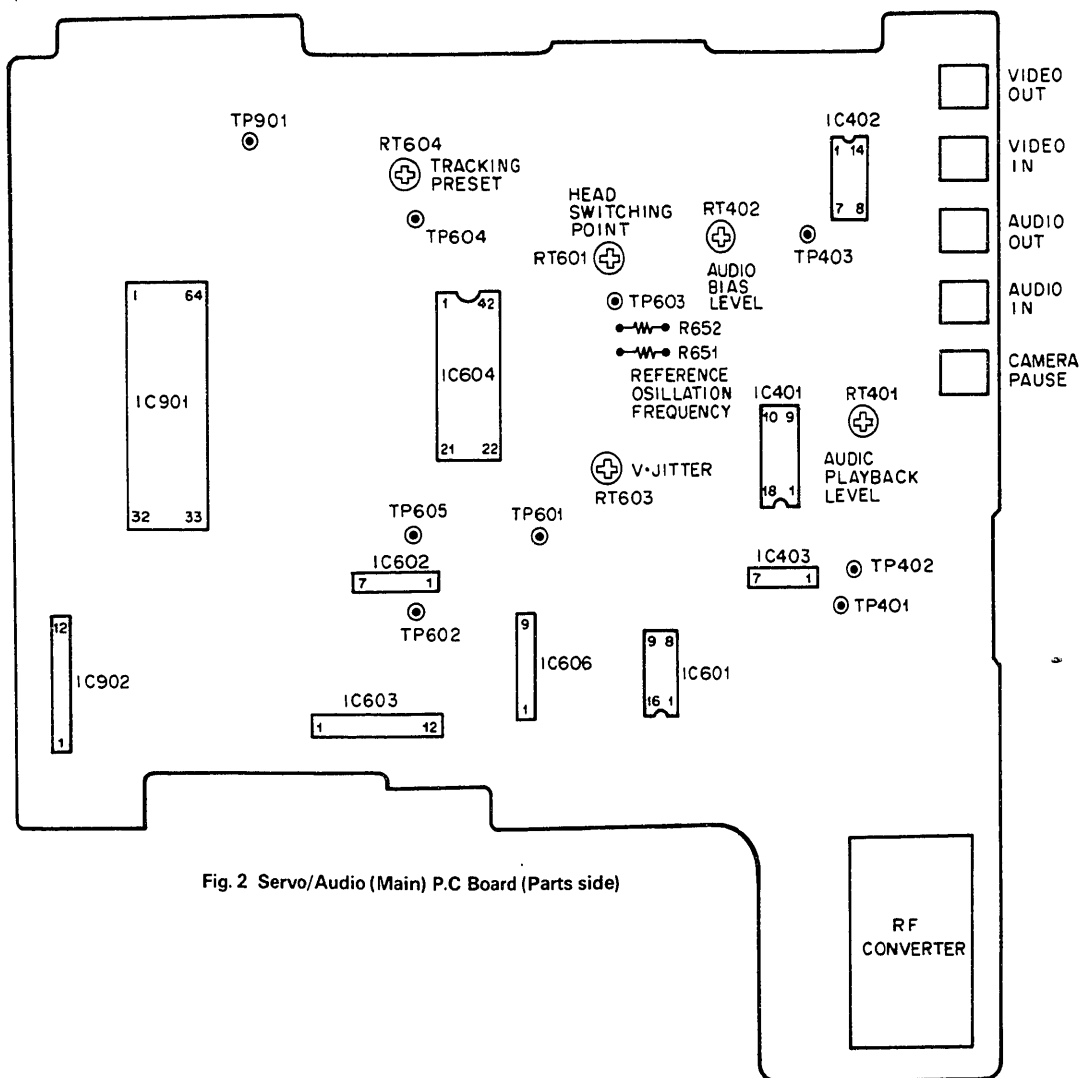 VIDEO
OUT
TP901
IC402
RT604
1 14
TRACKING
PRESET
VIDEO
IN
HEAD
SWITCHING
POINT
RT402
7 8
TP604
AUDIO
OUT
RT601
TP403
AUDIO
BIAS
LEVEL
1 64
1 42
TP603
AUDIO
IN
R652
R651
IC901
IC604
REFERENCE
OSILLATION
FREQUENCY
CAMERA
PAUSE
IC401
RT401
10 9
21 22
V·JITTER
RT603
AUDIC
PLAYBACK
LEVEL
18 1
32 33
TP605
TP601
IC602
7 1
IC403
7 1
TP402
TP401
TP602
12
IC902
1
9
IC606
1
9 8
IC601
16 1
IC603
1 12
Fig. 2 Servo/Audio (Main) P.C Board (Parts side)
RF
CONVERTER